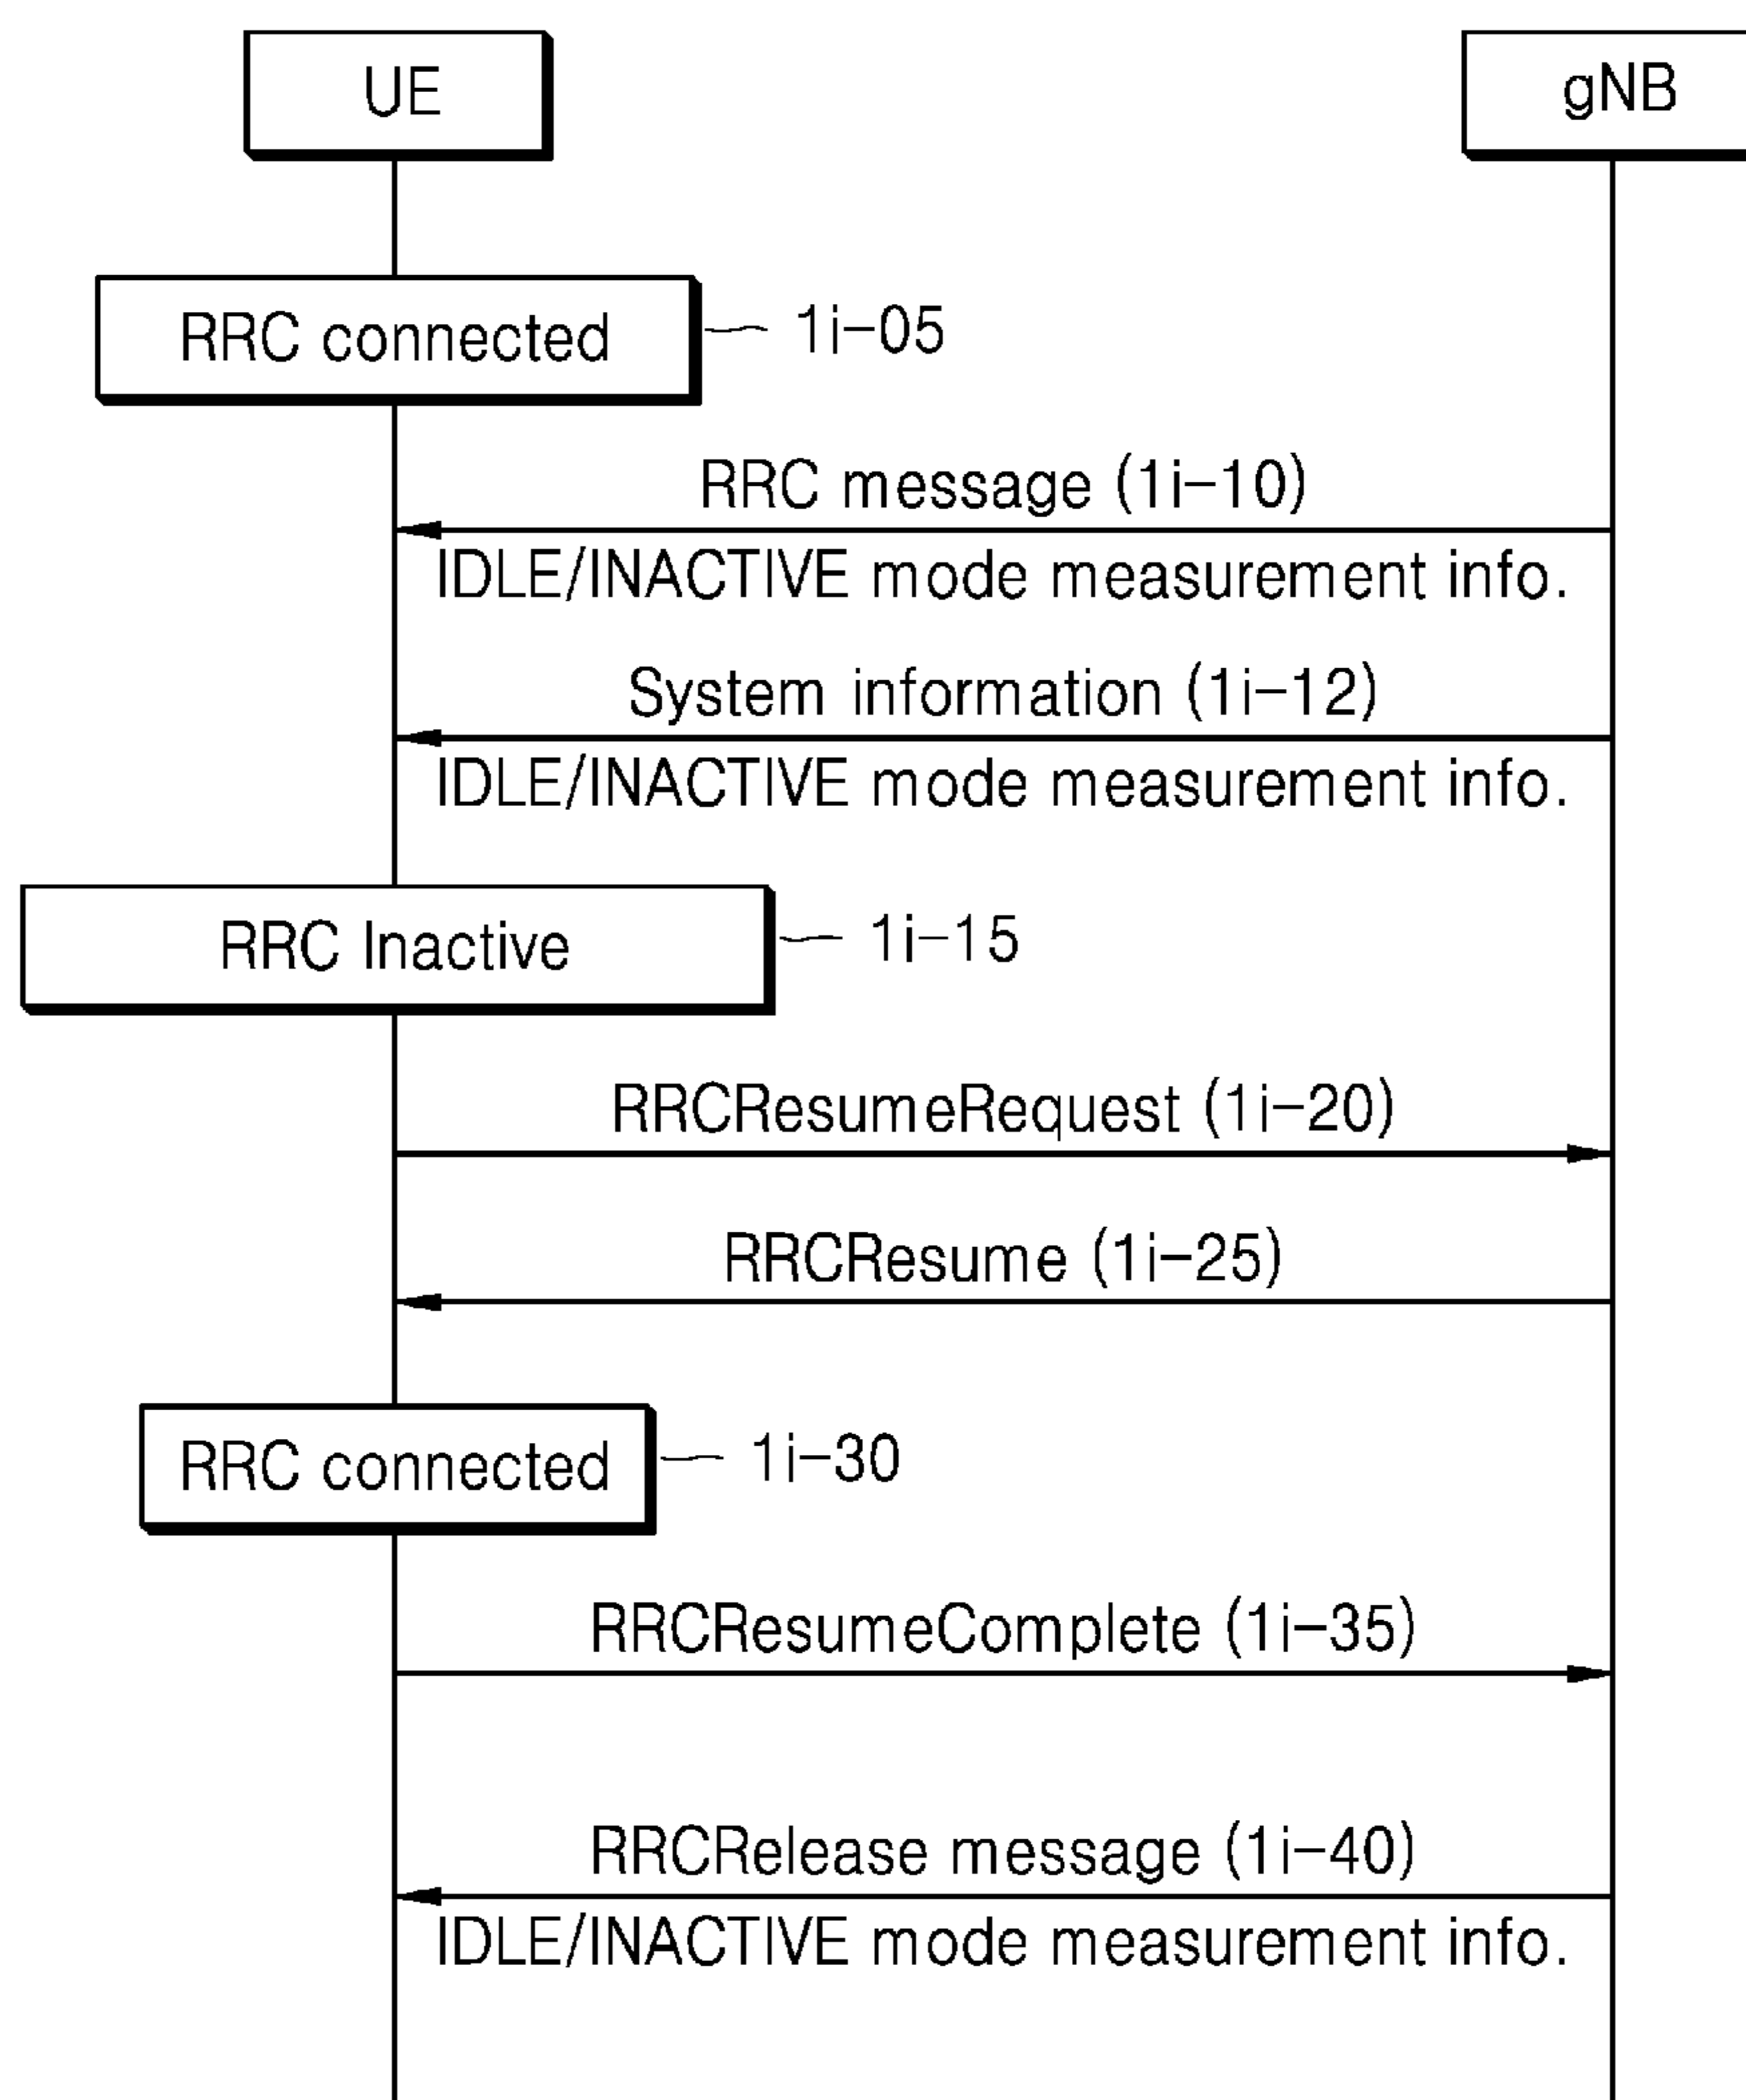 UE
gNB
RRC connected
1i-05
RRC message (1i-10)
IDLE/INACTIVE mode measurement info.
System information (1i-12)
IDLE/INACTIVE mode measurement info.
RRC Inactive
1i-15
RRCResumeRequest (1i-20)
RRCResume (1i-25)
RRC connected
1i-30
RRCResumeComplete (1i-35)
RRCRelease message (1i-40)
IDLE/INACTIVE mode measurement info.